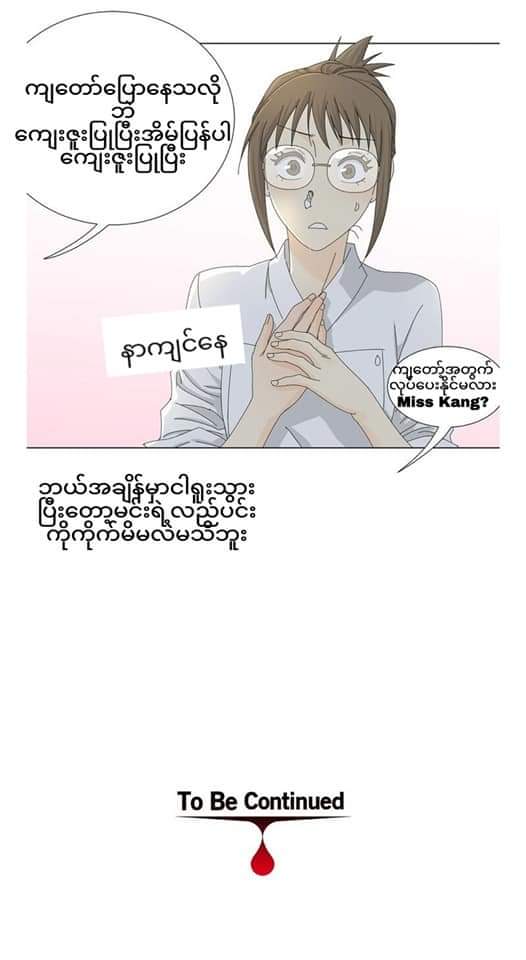 ကျတော်ပြောနေသလို
ဘဲ
ကျေးဇူးပြုပြီးအိမ်ပြန်ပါ
ကျေးဇူးပြုပြီး
နာကျင်နေ
ကျတော့်အတွက်
လုပ်ပေးနိုင်မလား
Miss Kang?
ဘယ်အချိန်မှာငါရူးသွား
ပြီးတော့မင်းရဲ့လည်ပင်း
ကိုကိုက်မိမလဲမသိဘူး
To Be Continued